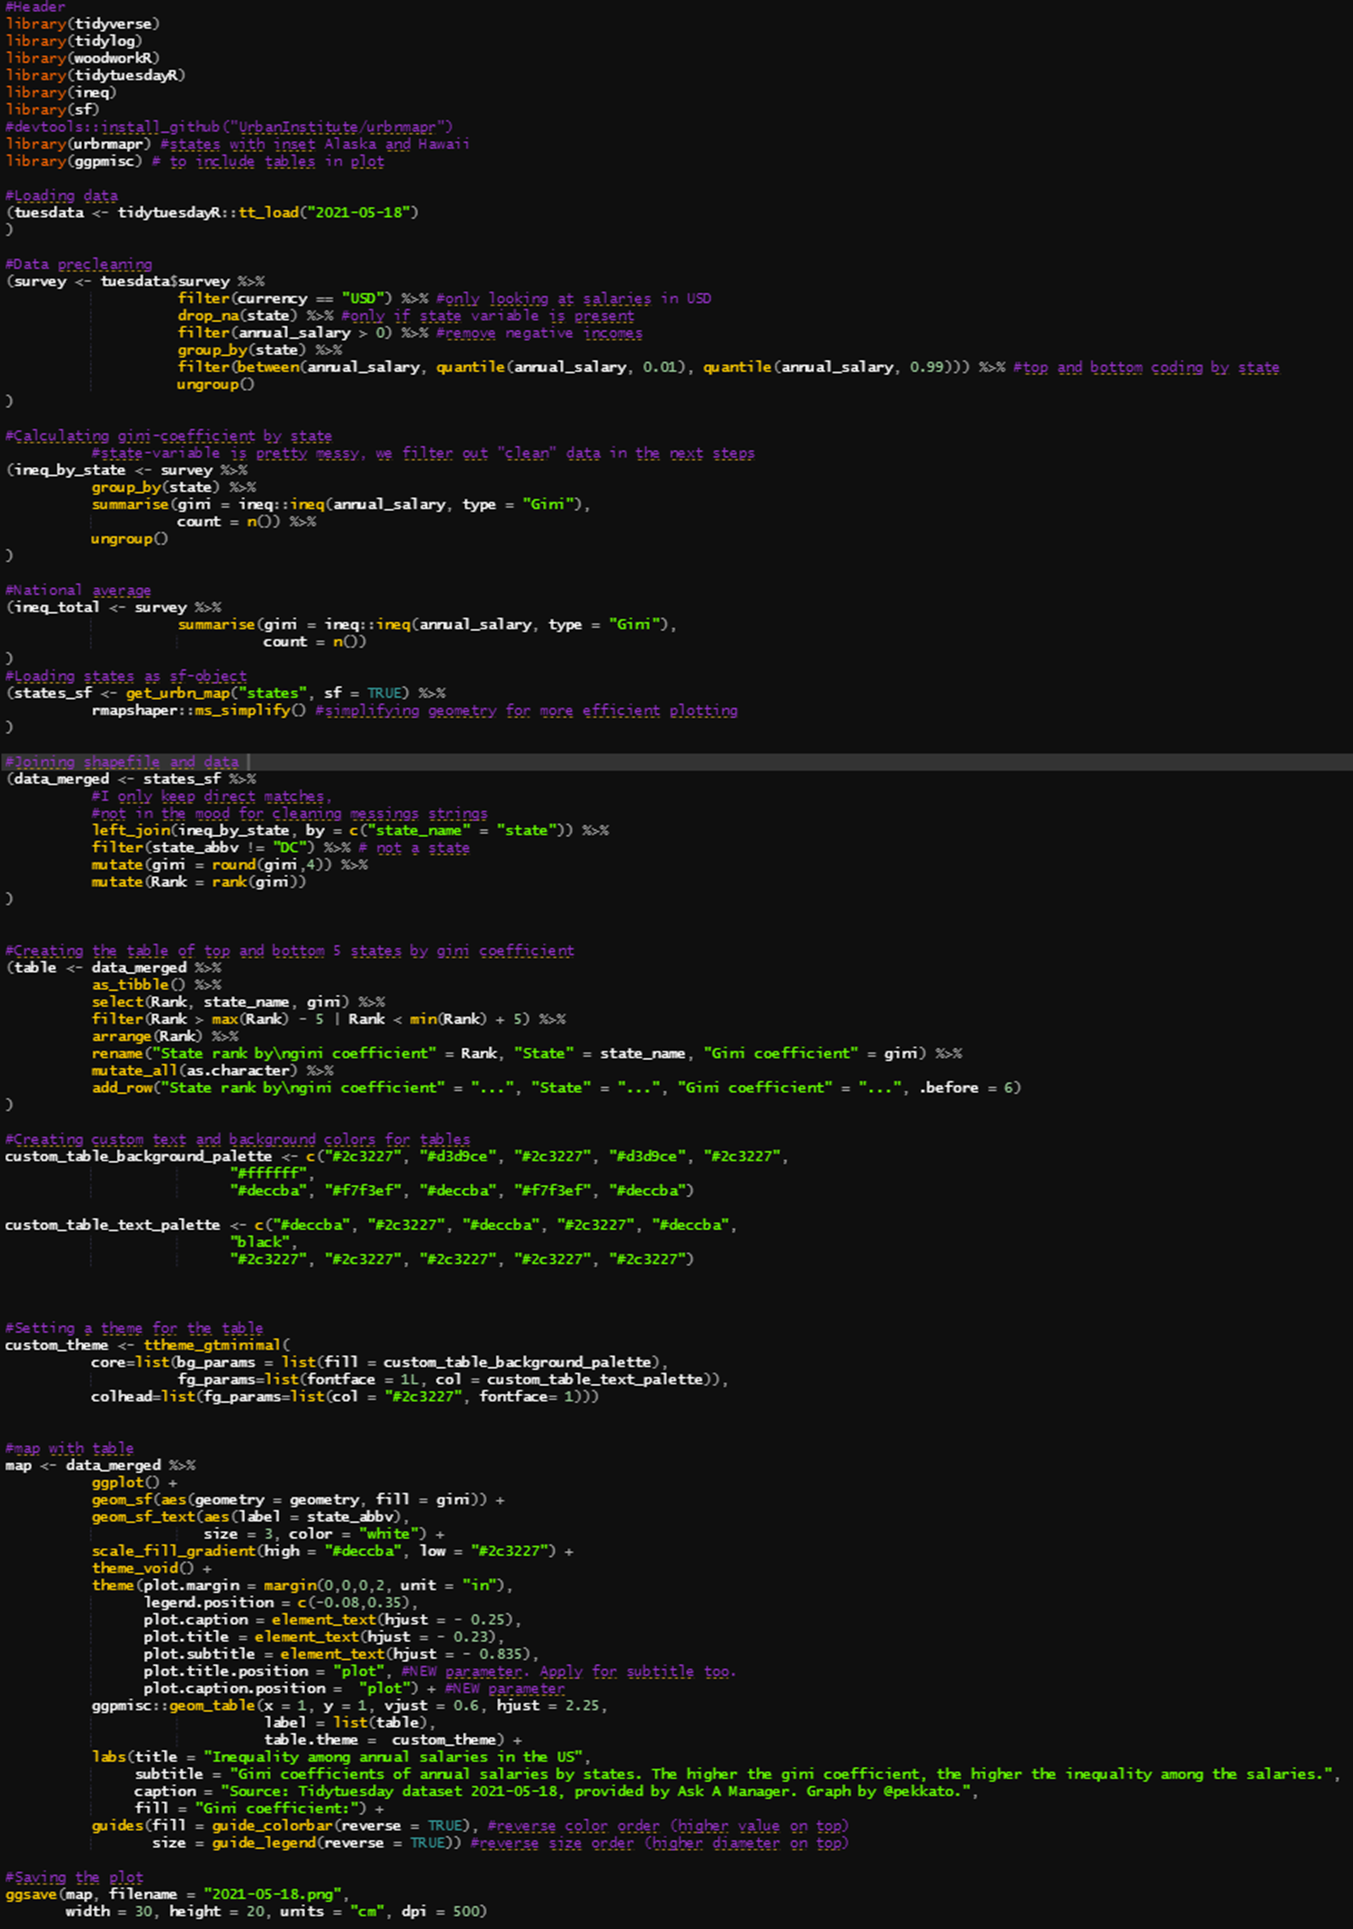 #Header
library(tidyverse)
library(tidylog)
library(woodworkR)
library(tidytuesdayR)
library(ineq)
library(sf)
#devtools::install_github("UrbanInstitute/urbnmapr")
library(urbnmapr) #states with inset Alaska and Hawaii
library(ggpmisc) # to include tables in plot
#Loading data
(tuesdata <- tidytuesdayR::tt_load("2021-05-18")
)
#Data precleaning
(survey <- tuesdata$survey %>%
filter(currency == "USD") %>% #only looking at salaries in USD
drop_na(state) %>% #only if state variable is present
filter(annual_salary > 0) %>% #remove negative incomes
group_by(state) %>%
filter(between(annual_salary, quantile(annual_salary, 0.01), quantile(annual_salary, 0.99))) %>% #top and bottom coding by state
ungroup()
)
#Calculating gini-coefficient by state
#state-variable is pretty messy, we filter out "clean" data in the next steps
(ineq_by_state <- survey %>%
group_by(state) %>%
summarise(gini = ineq::ineq(annual_salary, type = "Gini"),
count = n()) %>%
ungroup()
)
#National average
(ineq_total <- survey %>%
summarise(gini = ineq::ineq(annual_salary, type = "Gini"),
count = n())
)
#Loading states as sf-object
(states_sf <- get_urbn_map("states", sf = TRUE) %>%
rmapshaper::ms_simplify() #simplifying geometry for more efficient plotting
)
#Joining shapefile and data
(data_merged <- states_sf %>%
#I only keep direct matches,
#not in the mood for cleaning messings strings
left_join(ineq_by_state, by = c("state_name" = "state")) %>%
filter(state_abbv != "DC") %>% # not a state
mutate(gini = round(gini,4)) %>%
mutate(Rank = rank(gini))
)
#Creating the table of top and bottom 5 states by gini coefficient
(table <- data_merged %>%
as_tibble() %>%
select(Rank, state_name, gini) %>%
filter(Rank > max(Rank) - 5 | Rank < min(Rank) + 5) %>%
arrange(Rank) %>%
rename("State rank by\ngini coefficient" = Rank, "State" = state_name, "Gini coefficient" = gini) %>%
mutate_all(as.character) %>%
add_row("State rank by\ngini coefficient" = "...", "State" = "...", "Gini coefficient" = "...", .before = 6)
)
#Creating custom text and background colors for tables
custom_table_background_palette <- c("#2c3227", "#d3d9ce", "#2c3227", "#d3d9ce", "#2c3227",
"#ffffff",
"#deccba", "#f7f3ef", "#deccba", "#f7f3ef", "#deccba")
custom_table_text_palette <- c("#deccba", "#2c3227", "#deccba", "#2c3227", "#deccba",
"black",
"#2c3227", "#2c3227", "#2c3227", "#2c3227", "#2c3227")
#Setting a theme for the table
custom_theme <- ttheme_gtminimal(
core=list(bg_params = list(fill = custom_table_background_palette),
fg_params=list(fontface = 1L, col = custom_table_text_palette)),
colhead=list(fg_params=list(col = "#2c3227", fontface= 1)))
#map with table
map <- data_merged %>%
ggplot() +
geom_sf(aes(geometry = geometry, fill = gini)) +
geom_sf_text(aes(label = state_abbv),
size = 3, color = "white") +
scale_fill_gradient(high = "#deccba", low = "#2c3227") +
theme_void() +
theme(plot.margin = margin(0,0,0,2, unit = "in"),
legend.position = c(-0.08,0.35),
plot.caption = element_text(hjust = - 0.25),
plot.title = element_text(hjust = - 0.23),
plot.subtitle = element_text(hjust = - 0.835),
plot.title.position = "plot", #NEW parameter. Apply for subtitle too.
plot.caption.position =  "plot") + #NEW parameter
ggpmisc::geom_table(x = 1, y = 1, vjust = 0.6, hjust = 2.25,
label = list(table),
table.theme =  custom_theme) +
labs(title = "Inequality among annual salaries in the US",
subtitle = "Gini coefficients of annual salaries by states. The higher the gini coefficient, the higher the inequality among the salaries.",
caption = "Source: Tidytuesday dataset 2021-05-18, provided by Ask A Manager. Graph by @pekkato.",
fill = "Gini coefficient:") +
guides(fill = guide_colorbar(reverse = TRUE), #reverse color order (higher value on top)
size = guide_legend(reverse = TRUE)) #reverse size order (higher diameter on top)
#Saving the plot
ggsave(map, filename = "2021-05-18.png",
width = 30, height = 20, units = "cm", dpi = 500)